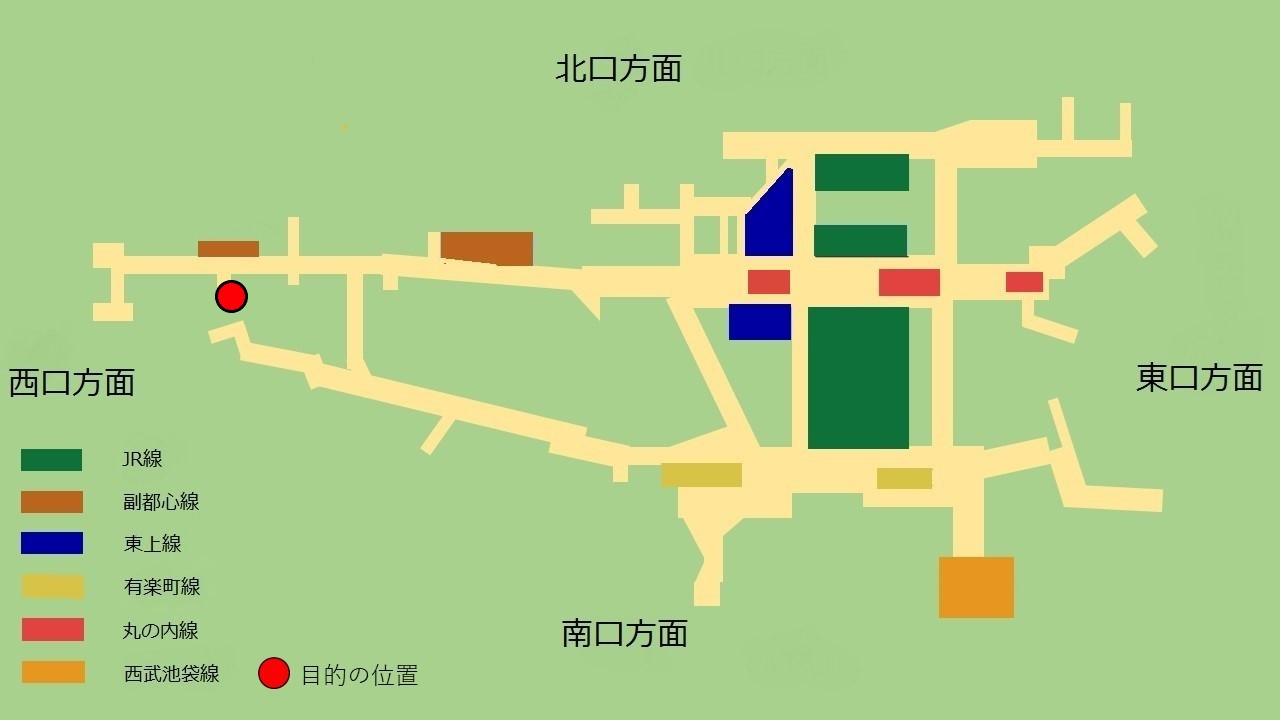 北口方面
西口方面
東口方面
JR線
副都心線
東上線
有楽町線
丸の内線
西武池袋線
目的の位置
南口方面